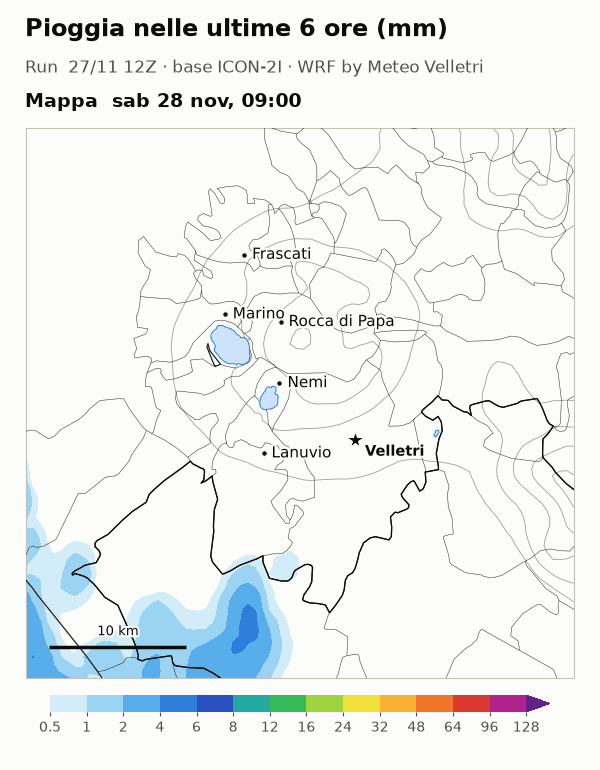 Pioggia nelle ultime 6 ore (mm)
Run  27/11 12Z · base ICON-2I · WRF by Meteo Velletri
Mappa  sab 28 nov, 09:00
Frascati
Marino
Rocca di Papa
Nemi
Velletri
Lanuvio
10 km
0.5 1 2 4 6 8 12 16 24 32 48 64 96 128